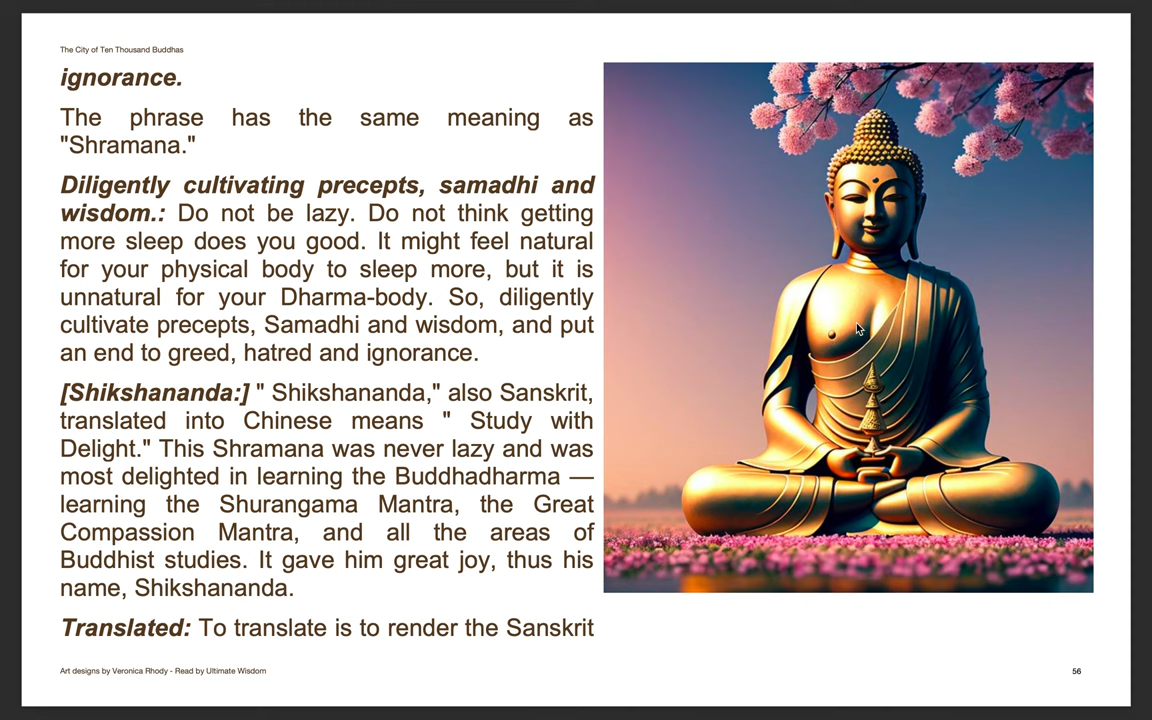 The City of Ten Thousand Buddhas
ignorance.
The phrase has the same meaning as
"Shramana."
Diligently cultivating precepts, samadhi and
wisdom.: Do not be lazy. Do not think getting
more sleep does you good. It might feel natural
for your physical body to sleep more, but it is
unnatural for your Dharma-body. So, diligently
cultivate precepts, Samadhi and wisdom, and put
an end to greed, hatred and ignorance.
[Shikshananda:] " Shikshananda," also Sanskrit,
translated into Chinese means " Study with
Delight." This Shramana was never lazy and was
most delighted in learning the Buddhadharma —
learning the Shurangama Mantra, the Great
Compassion Mantra, and all the areas of
Buddhist studies. It gave him great joy, thus his
name, Shikshananda.
Translated: To translate is to render the Sanskrit
Art designs by Veronica Rhody - Read by Ultimate Wisdom
56